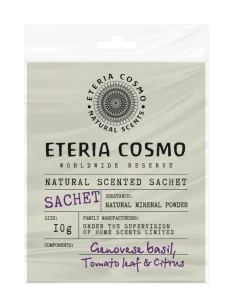 ETERIA COSMO
NATURAL SCENTS
ETERIA COSMO
WORLDWIDE RESERVE
NATURAL SCENTED SACHET
SACHET
SUBSTANCE:
NATURAL MINERAL POWDER
SIZE:
10g
FAMILY MANUFACTURING:
UNDER THE SUPERVISION
OF HOME SCENTS LIMITED
COMPONENTS:
Genovese basil,
Tomato leaf & Citrus